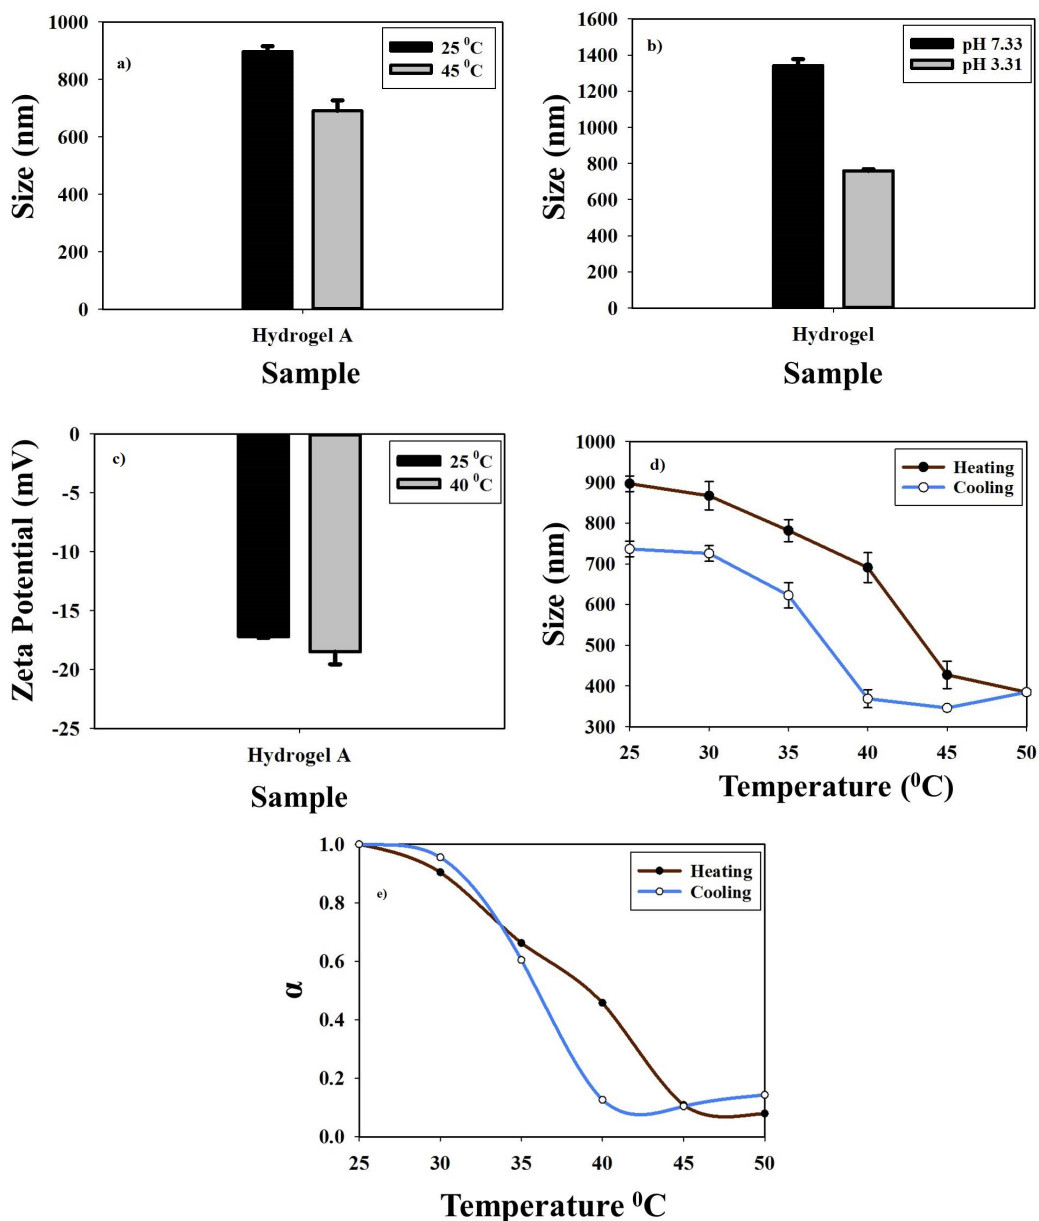 a)
1000
800
600
400
200
0
Size (nm)
25 ⁰C
45 ⁰C
Hydrogel A
Sample
b)
1600
1400
1200
1000
800
600
400
200
0
Size (nm)
pH 7.33
pH 3.31
Hydrogel
Sample
c)
0
-5
-10
-15
-20
-25
Zeta Potential (mV)
25 ⁰C
40 ⁰C
Hydrogel A
Sample
d)
1000
900
800
700
600
500
400
300
Size (nm)
Heating
Cooling
25 30 35 40 45 50
Temperature (⁰C)
e)
1.0
0.8
0.6
0.4
0.2
0.0
α
Heating
Cooling
25 30 35 40 45 50
Temperature ⁰C